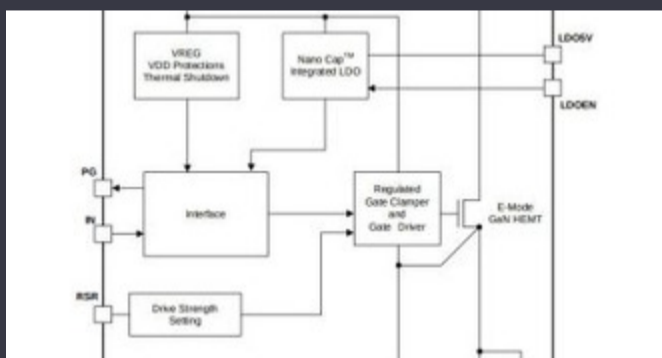 VREG
VDD Protections
Thermal Shutdown
Nano Cap™
Integrated LDO
LDO5V
LDOEN
PG
IN
Interface
Regulated
Gate Clamper
and
Gate Driver
E-Mode
GaN HEMT
RSR
Drive Strength
Setting